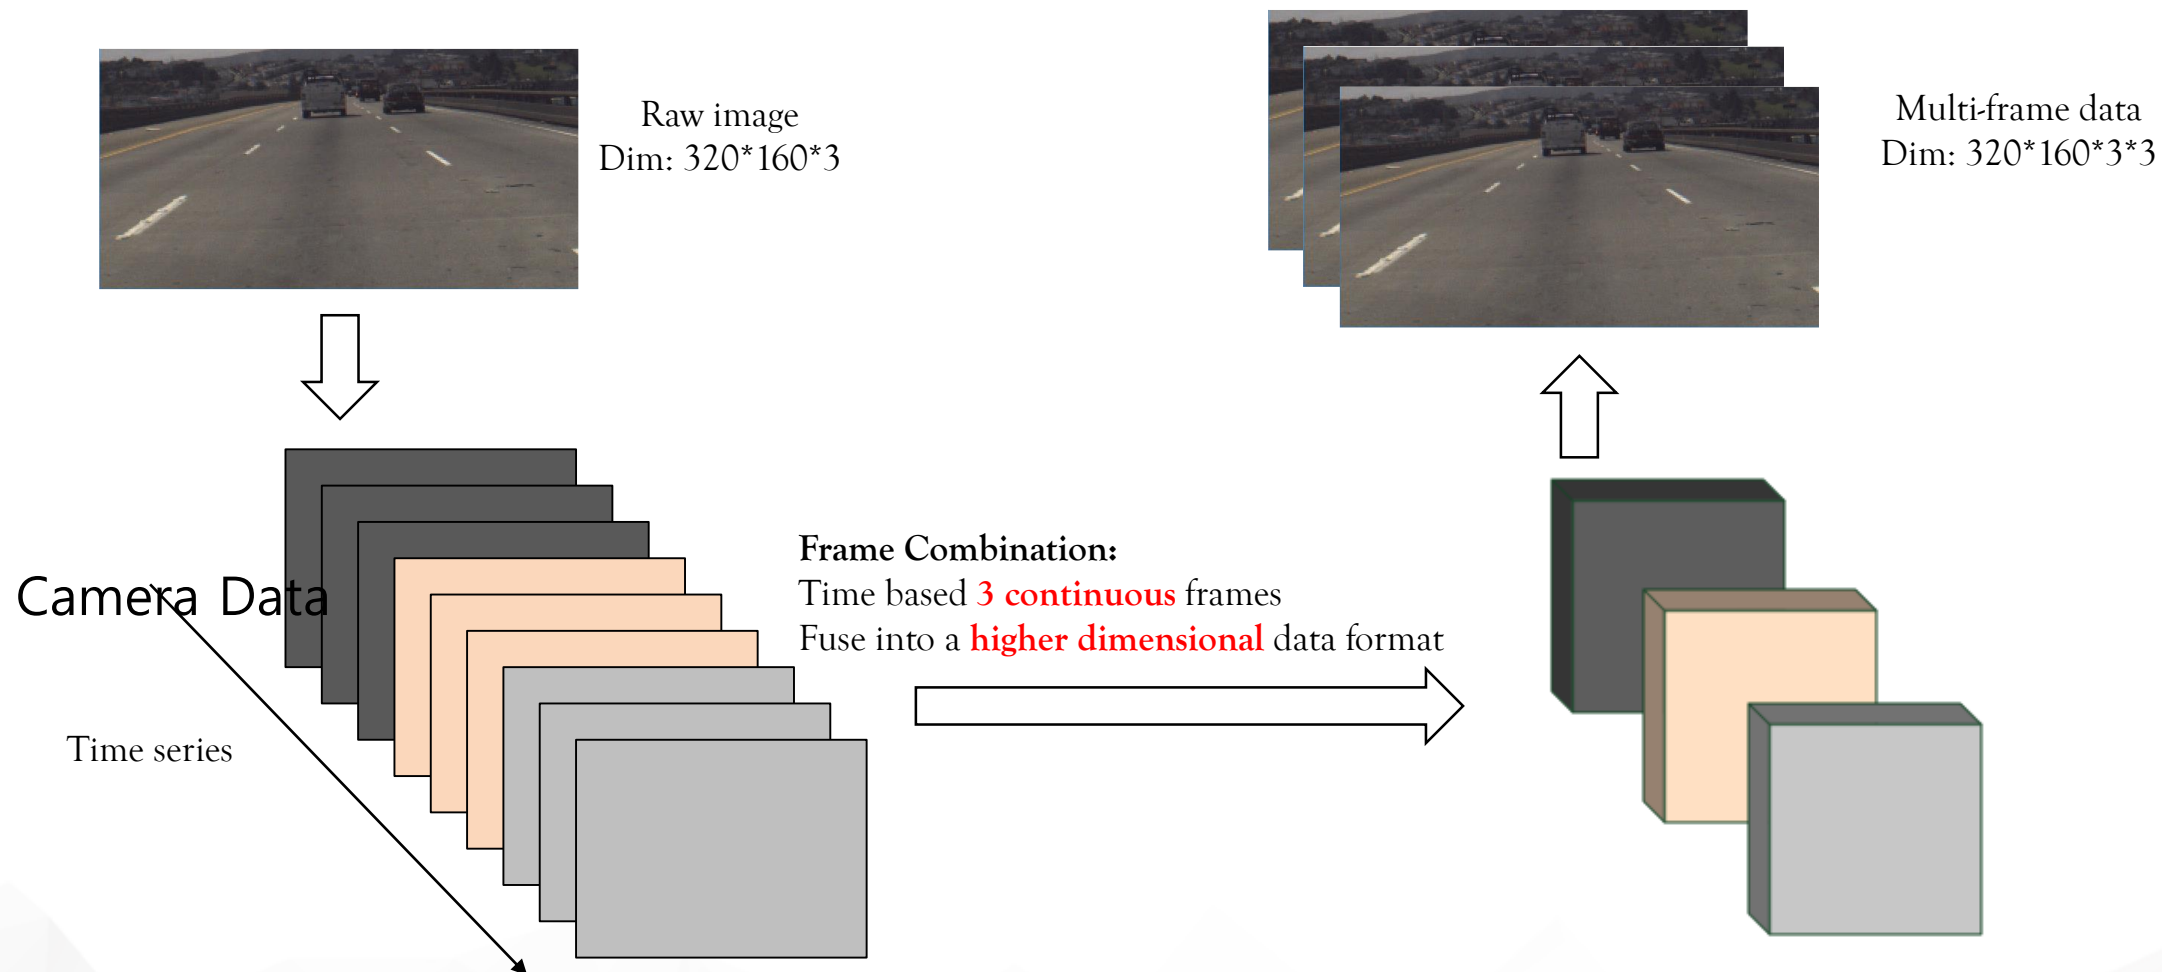 Raw image
Dim: 320*160*3
Multi-frame data
Dim: 320*160*3*3
Frame Combination:
Time based 3 continuous frames
Fuse into a higher dimensional data format
Camera Data
Time series